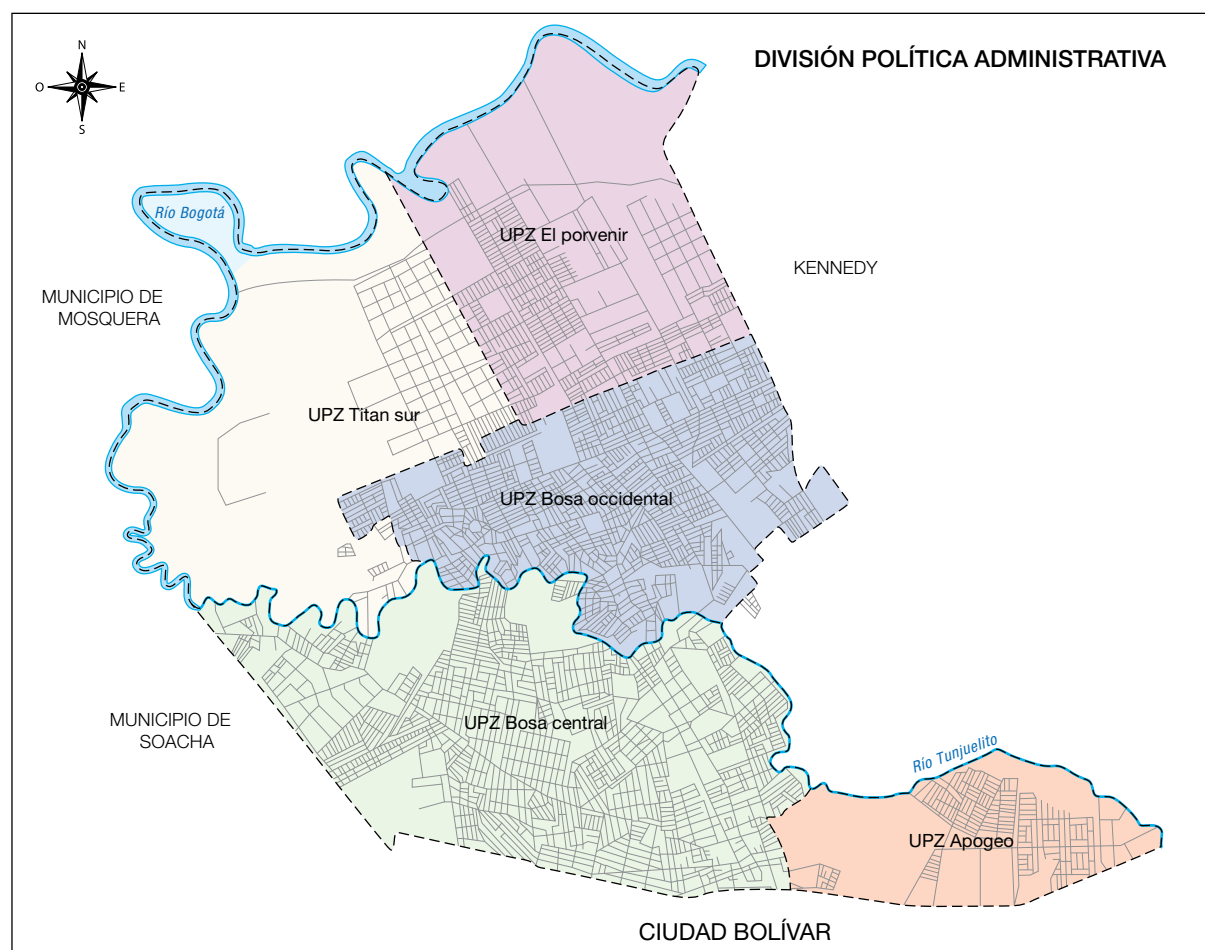 DIVISIÓN POLÍTICA ADMINISTRATIVA
N
O
E
S
Río Bogotá
UPZ El porvenir
KENNEDY
MUNICIPIO DE
MOSQUERA
UPZ Titan sur
UPZ Bosa occidental
MUNICIPIO DE
SOACHA
UPZ Bosa central
Río Tunjuelito
UPZ Apogeo
CIUDAD BOLÍVAR